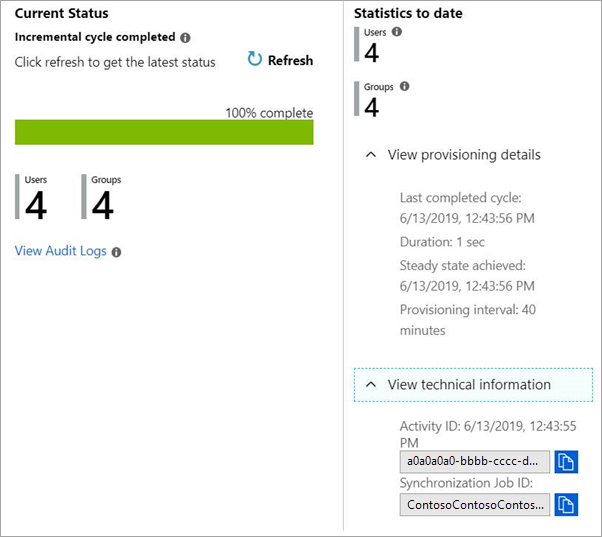 Current Status
Incremental cycle completed
Click refresh to get the latest status
Refresh
100% complete
Users
4
Groups
4
View Audit Logs
Statistics to date
Users
4
Groups
4
View provisioning details
Last completed cycle:
6/13/2019, 12:43:56 PM
Duration: 1 sec
Steady state achieved:
6/13/2019, 12:43:56 PM
Provisioning interval: 40
minutes
View technical information
Activity ID: 6/13/2019, 12:43:55
PM
a0a0a0a0-bbbb-cccc-d...
Synchronization Job ID:
ContosoContosoContos...